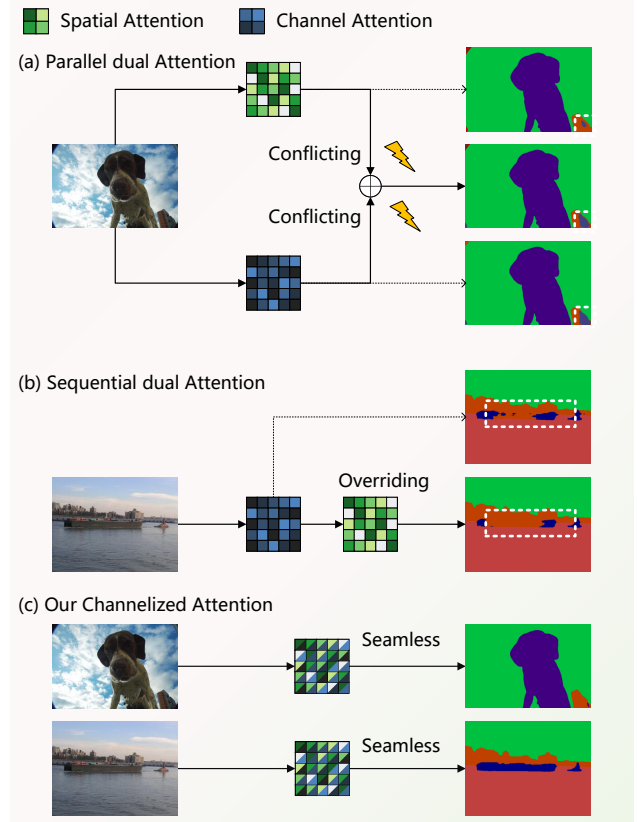 Spatial Attention Channel Attention
(a) Parallel dual Attention
Conflicting
Conflicting
(b) Sequential dual Attention
Overriding
(c) Our Channelized Attention
Seamless
Seamless